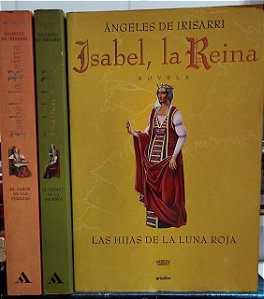 ÁNGELES
DE IRISARRI
Isabel, la Reina
EL SABOR
DE LAS
CEREZAS
ÁNGELES
DE IRISARRI
EL TIEMPO
DE LA
SIEMBRA
ÁNGELES DE IRISARRI
Isabel, la Reina
NOVELA
LAS HIJAS DE LA LUNA ROJA
grijalbo